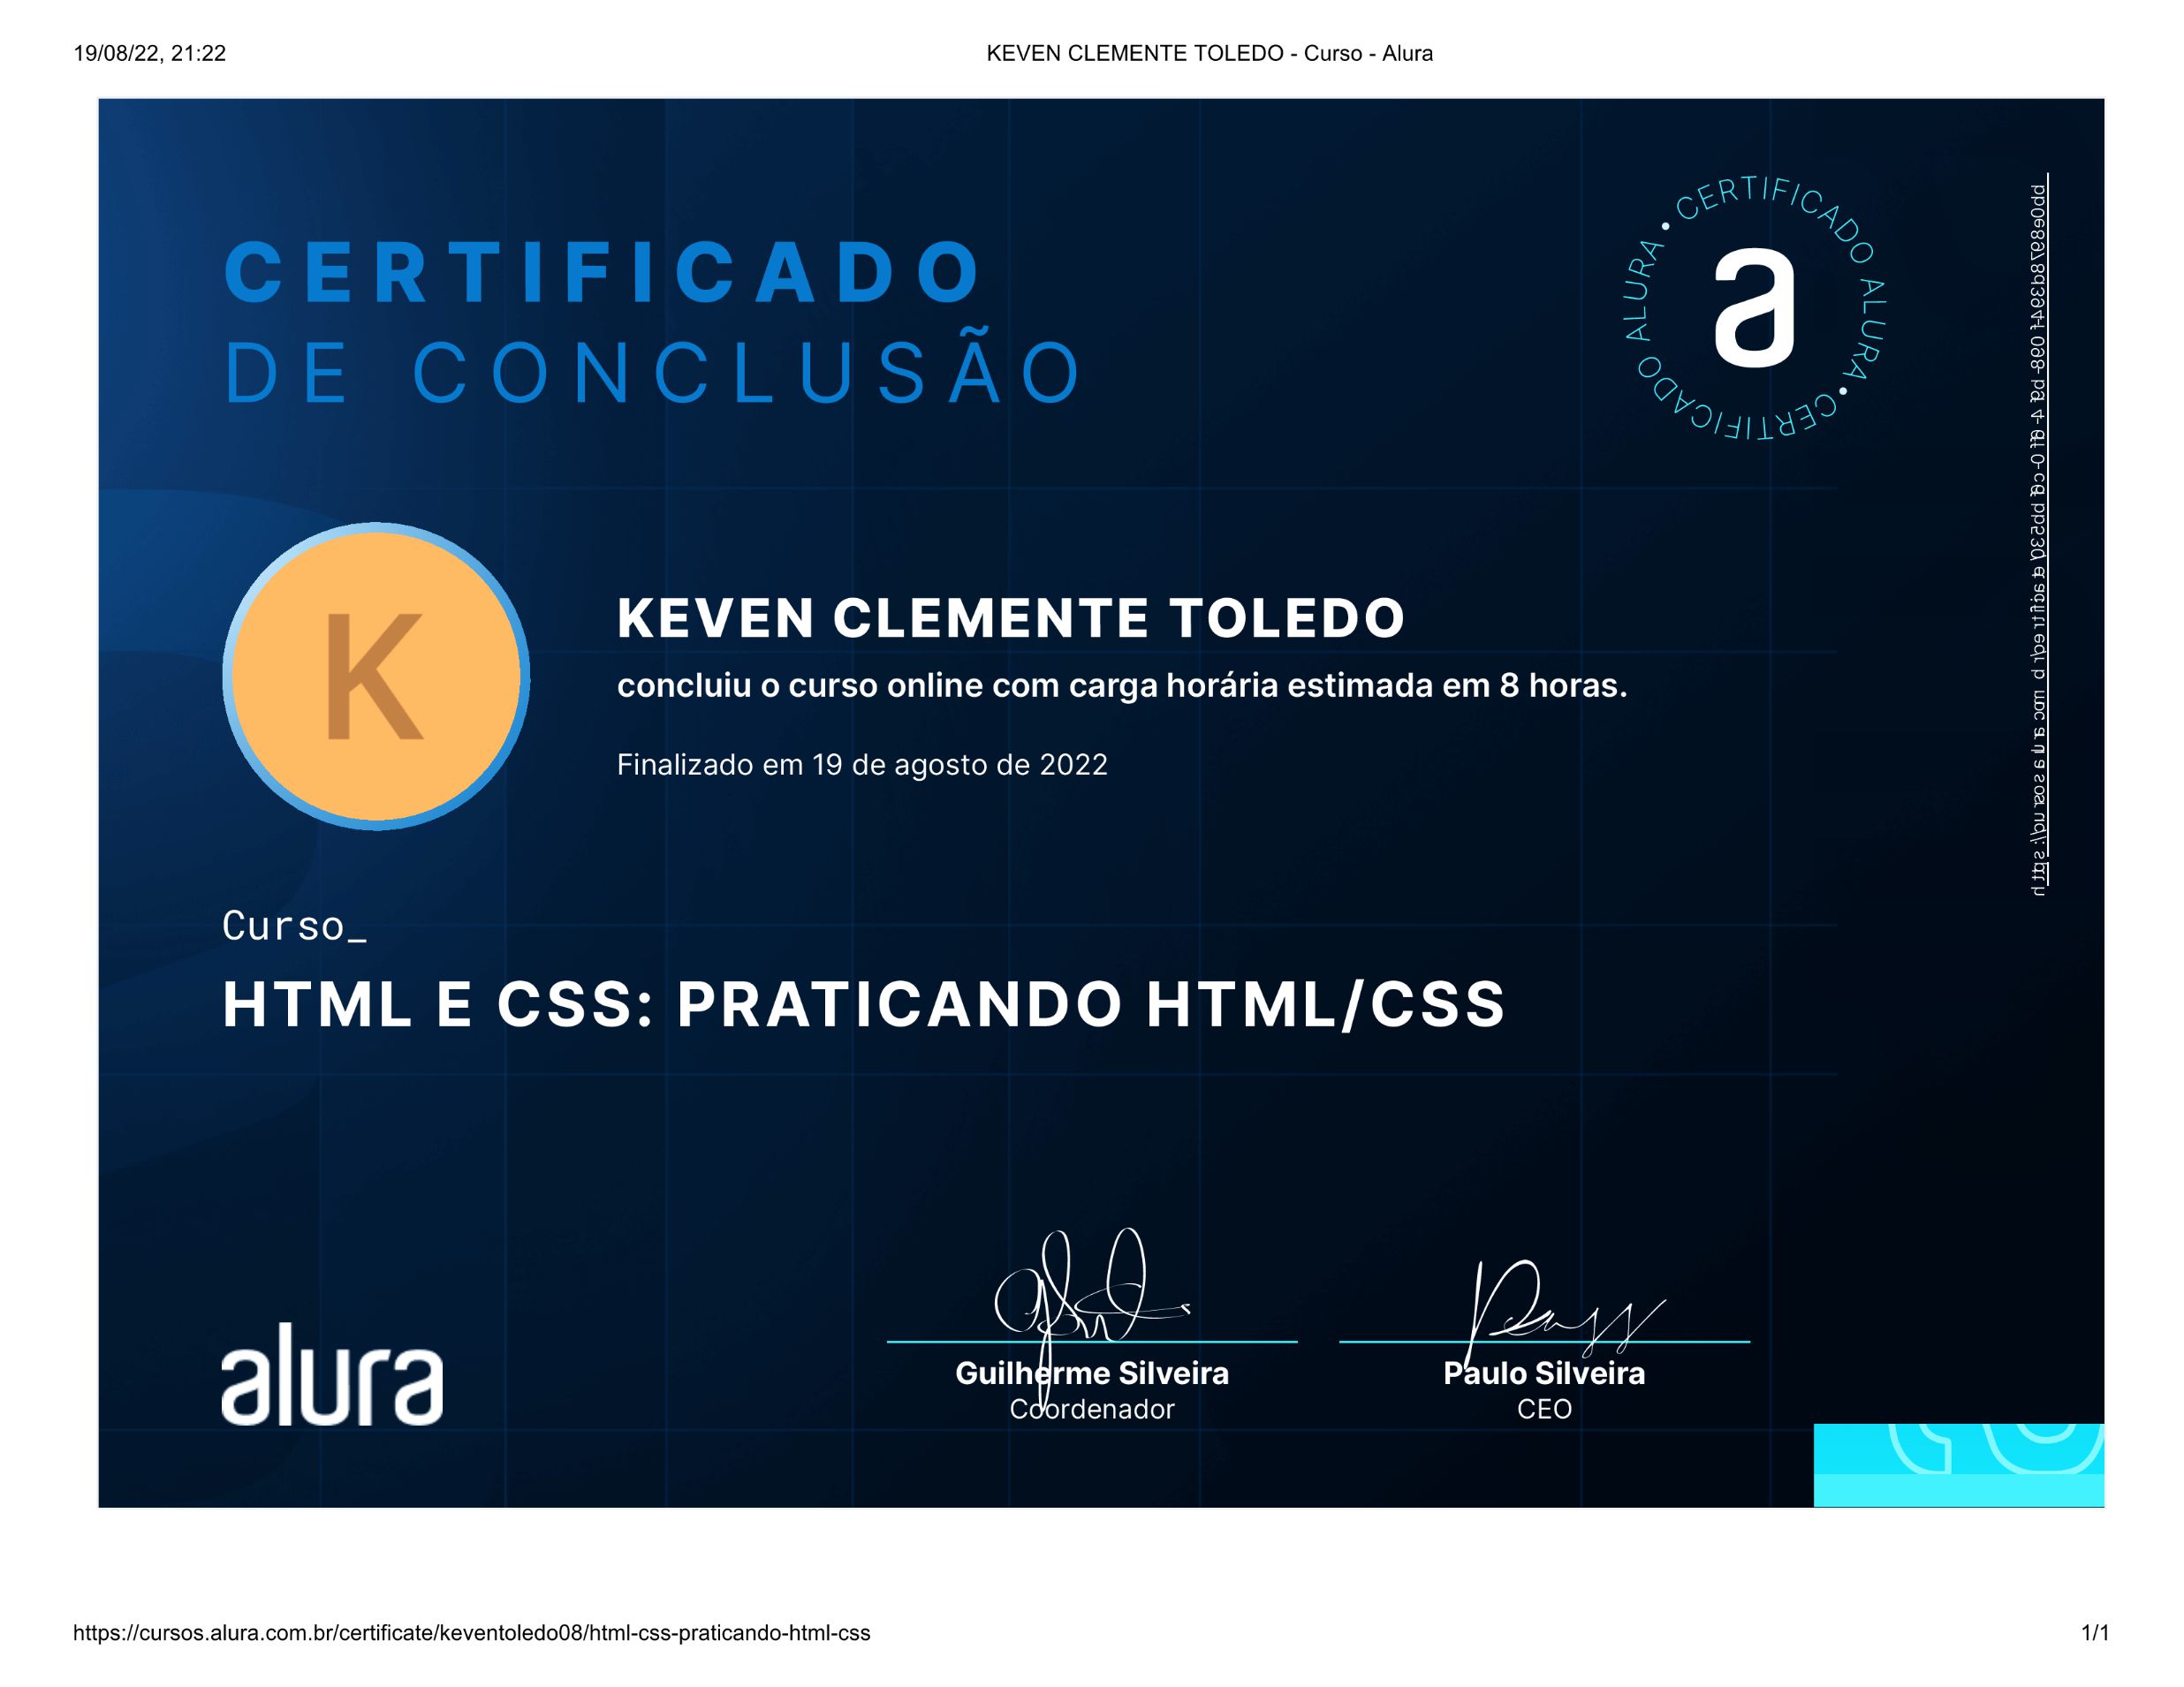 19/08/22, 21:22
KEVEN CLEMENTE TOLEDO - Curso - Alura
CERTIFICADO
DE CONCLUSÃO
CERTIFICADO ALURA • CERTIFICADO ALURA •
a
K
KEVEN CLEMENTE TOLEDO
concluiu o curso online com carga horária estimada em 8 horas.
Finalizado em 19 de agosto de 2022
Curso_
HTML E CSS: PRATICANDO HTML/CSS
alura
Guilherme Silveira
Coordenador
Paulo Silveira
CEO
https://cursos.alura.com.br/certificate/keventoledo08/html-css-praticando-html-css
1/1